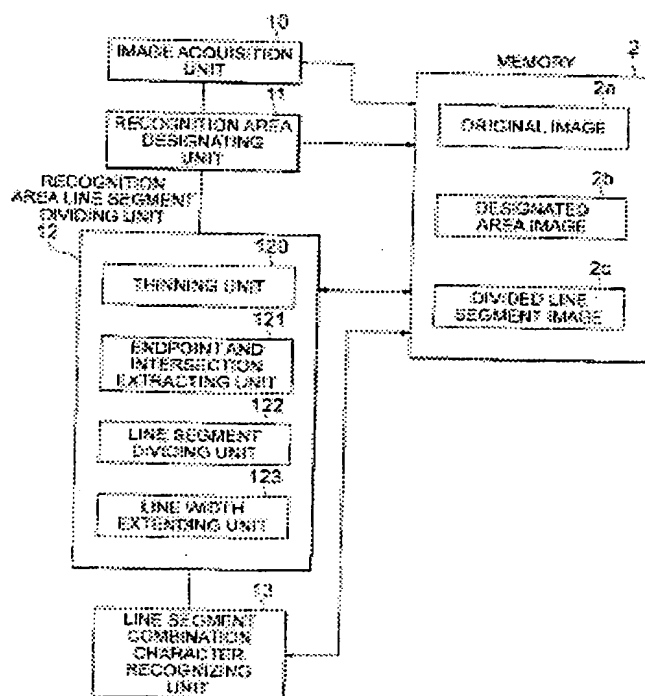 10
IMAGE ACQUISITION
UNIT
11
RECOGNITION AREA
DESIGNATING
UNIT
RECOGNITION
AREA LINE SEGMENT
DIVIDING UNIT
12
120
THINNING UNIT
121
ENDPOINT AND
INTERSECTION
EXTRACTING UNIT
122
LINE SEGMENT
DIVIDING UNIT
123
LINE WIDTH
EXTENDING UNIT
13
LINE SEGMENT
COMBINATION
CHARACTER
RECOGNIZING
UNIT
2
MEMORY
2a
ORIGINAL IMAGE
2b
DESIGNATED
AREA IMAGE
2c
DIVIDED LINE
SEGMENT IMAGE